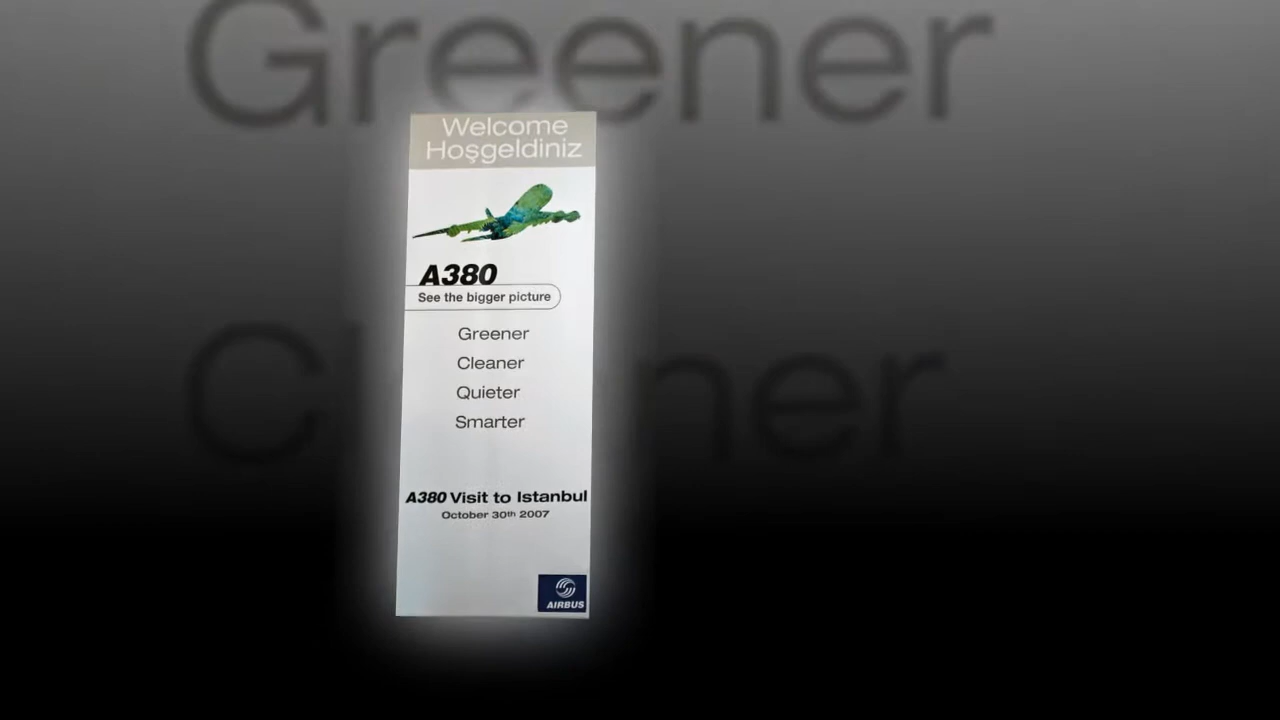 Greener
Cleaner
Welcome
Hoşgeldiniz
A380
See the bigger picture
Greener
Cleaner
Quieter
Smarter
A380 Visit to Istanbul
October 30th 2007
AIRBUS